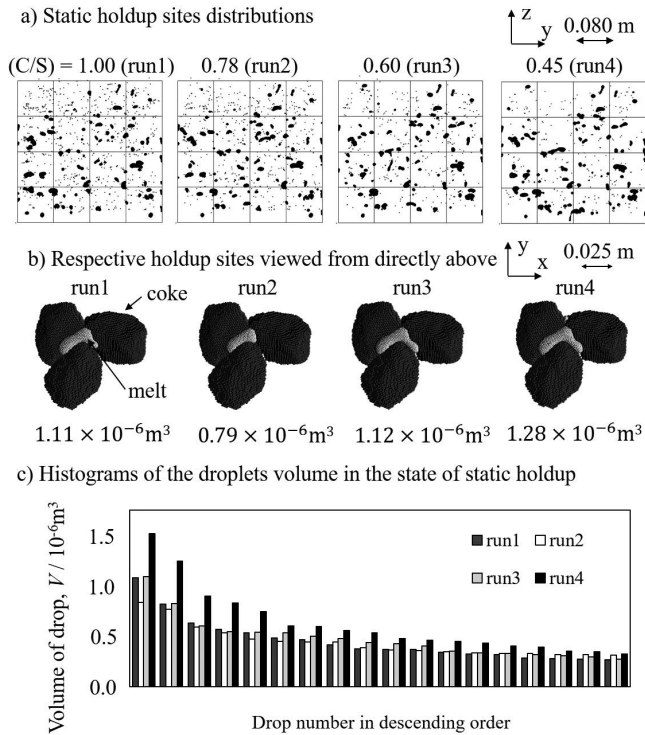 a) Static holdup sites distributions
z
y
0.080 m
(C/S) = 1.00 (run1) 0.78 (run2) 0.60 (run3) 0.45 (run4)
b) Respective holdup sites viewed from directly above
y
x
0.025 m
run1 coke run2 run3 run4
melt
1.11 × 10⁻⁶m³ 0.79 × 10⁻⁶m³ 1.12 × 10⁻⁶m³ 1.28 × 10⁻⁶m³
c) Histograms of the droplets volume in the state of static holdup
Volume of drop, V / 10⁻⁶m³
1.5
1.0
0.5
0.0
run1 run2
run3 run4
Drop number in descending order